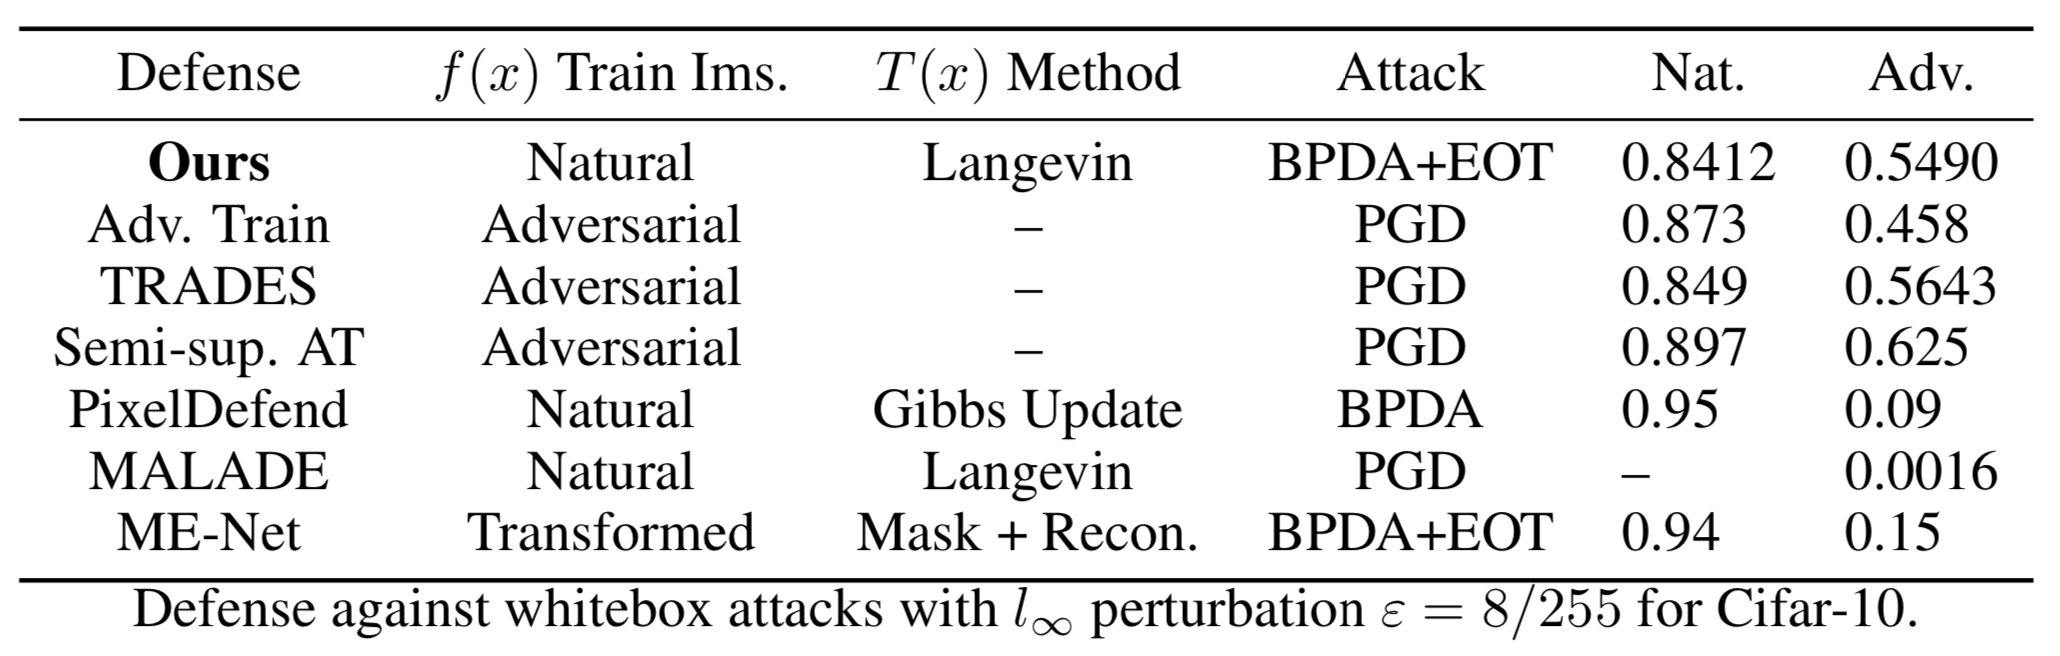 Defense f(x) Train Ims. T(x) Method Attack Nat. Adv.
Ours Natural Langevin BPDA+EOT 0.8412 0.5490
Adv. Train Adversarial – PGD 0.873 0.458
TRADES Adversarial – PGD 0.849 0.5643
Semi-sup. AT Adversarial – PGD 0.897 0.625
PixelDefend Natural Gibbs Update BPDA 0.95 0.09
MALADE Natural Langevin PGD – 0.0016
ME-Net Transformed Mask + Recon. BPDA+EOT 0.94 0.15
Defense against whitebox attacks with l∞ perturbation ε = 8/255 for Cifar-10.